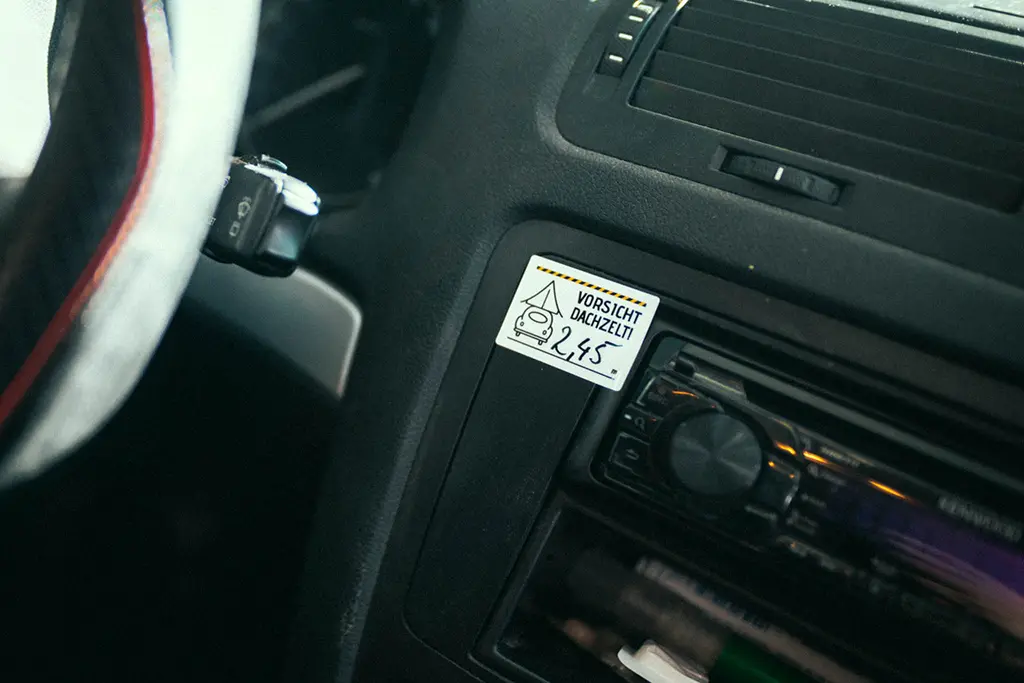 VORSICHT
DACHZELT!
2,45
KENWOOD